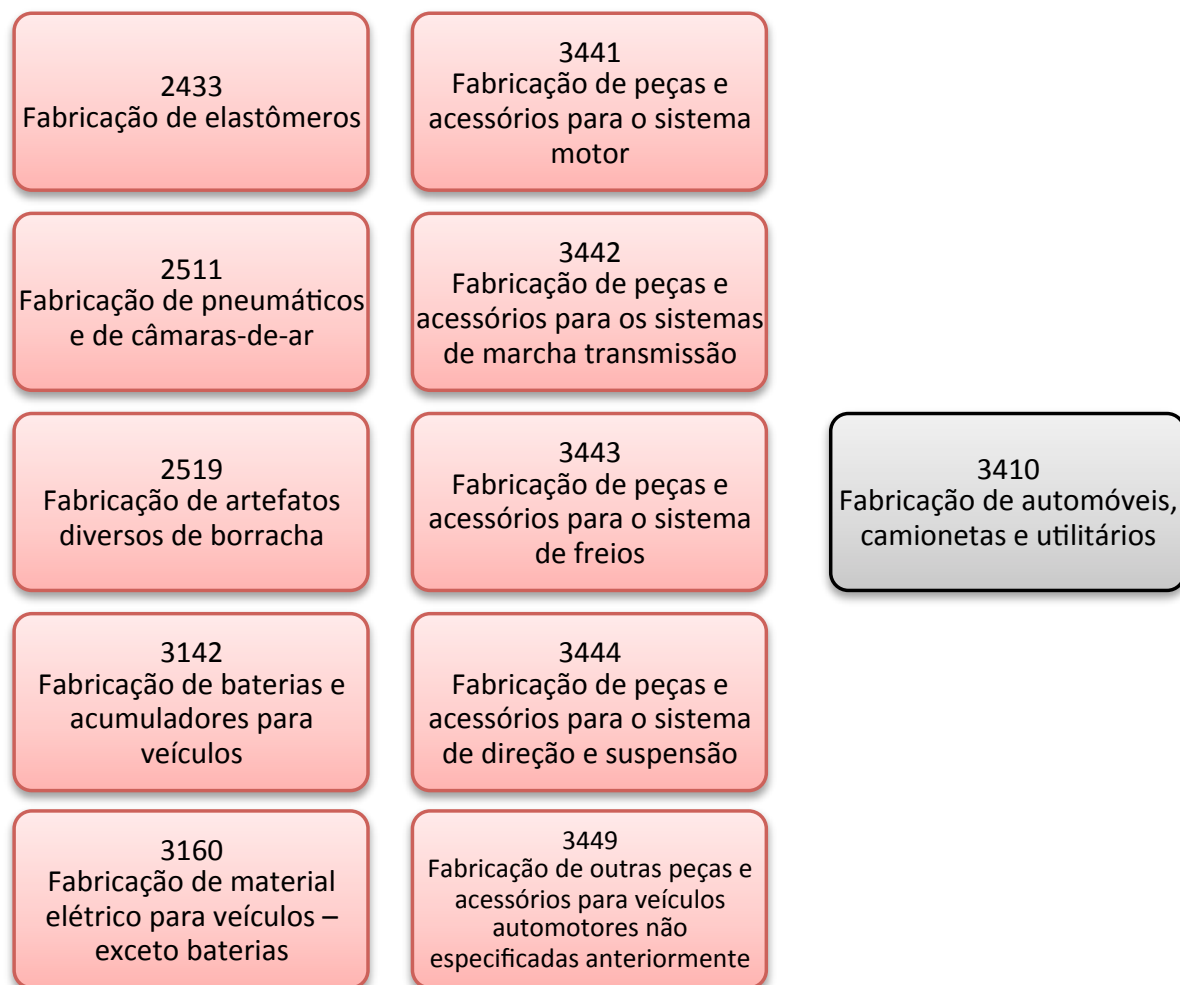 2433
Fabricação de elastômeros
2511
Fabricação de pneumáticos
e de câmaras-de-ar
2519
Fabricação de artefatos
diversos de borracha
3142
Fabricação de baterias e
acumuladores para
veículos
3160
Fabricação de material
elétrico para veículos –
exceto baterias
3441
Fabricação de peças e
acessórios para o sistema
motor
3442
Fabricação de peças e
acessórios para os sistemas
de marcha transmissão
3443
Fabricação de peças e
acessórios para o sistema
de freios
3444
Fabricação de peças e
acessórios para o sistema
de direção e suspensão
3449
Fabricação de outras peças e
acessórios para veículos
automotores não
especificadas anteriormente
3410
Fabricação de automóveis,
camionetas e utilitários